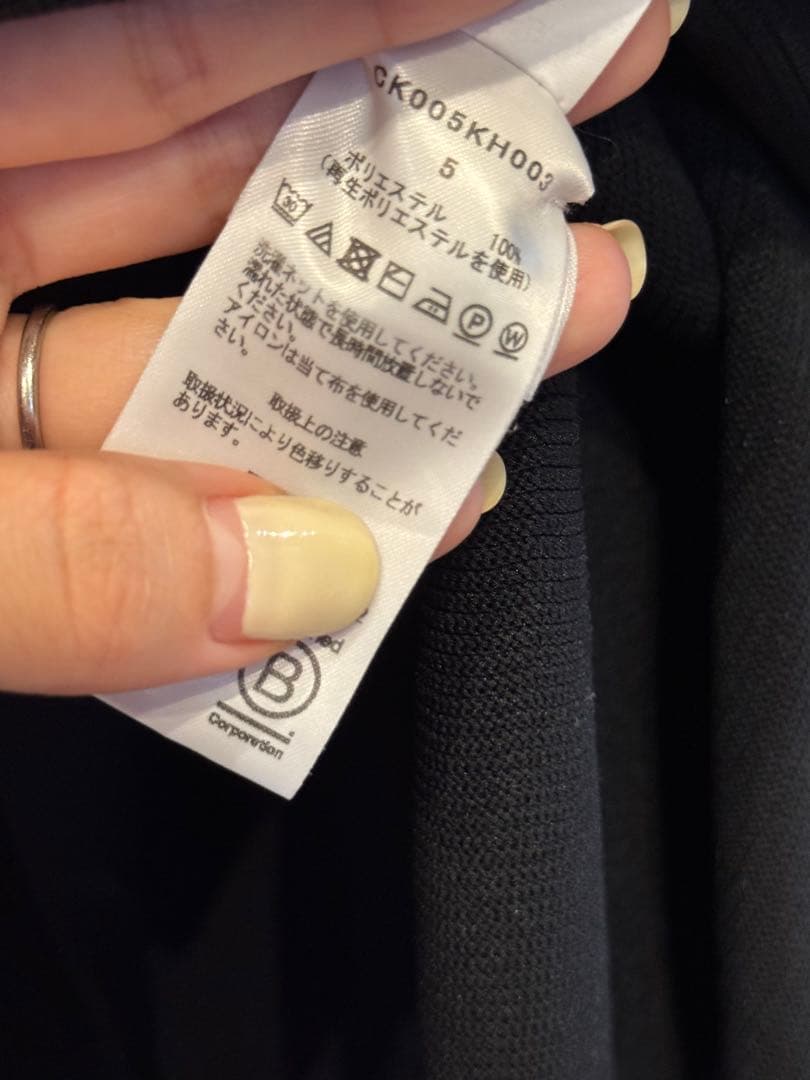 CK005KH003
5
ポリエステル 100%
(再生ポリエステルを使用)
30
P
W
洗濯ネットを使用してください。
濡れた状態で長時間放置しないで
ください。
アイロンは当て布を使用してくだ
さい。
取扱上の注意
取扱状況により色移りすることが
あります。
B
Corporation